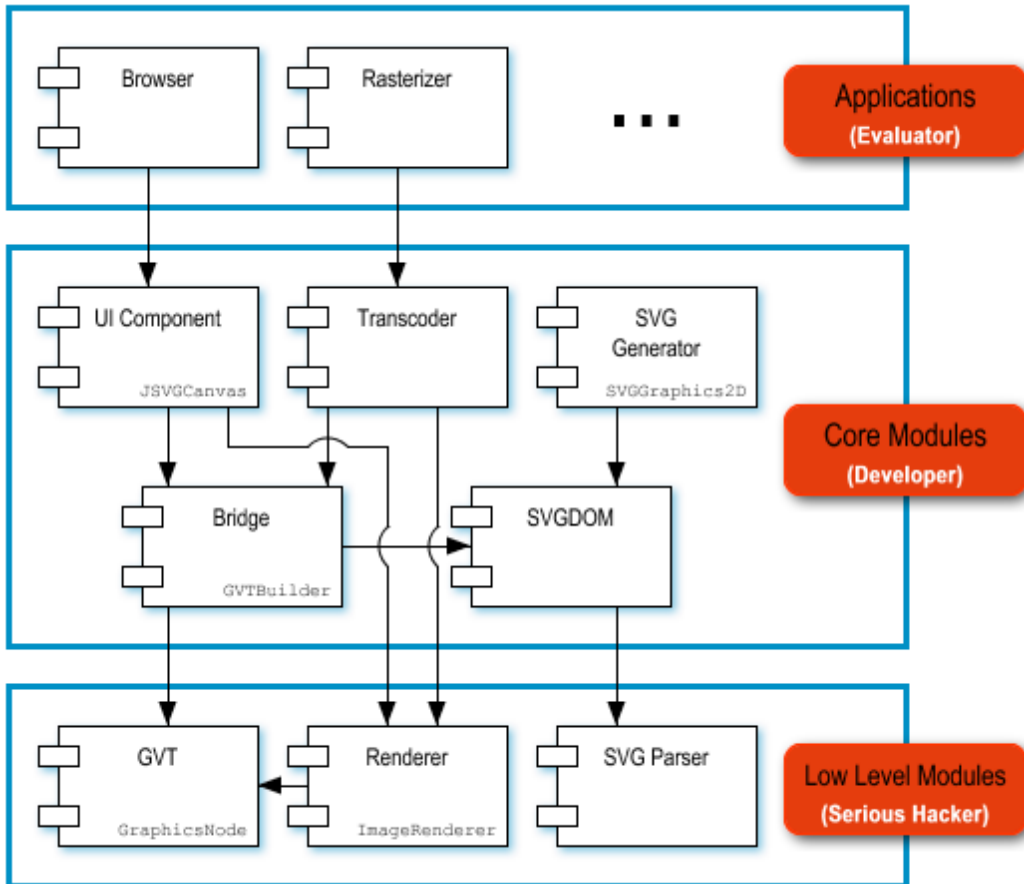 Browser
Rasterizer
...
Applications
(Evaluator)
UI Component
JSVGCanvas
Transcoder
SVG
Generator
SVGGraphics2D
Core Modules
(Developer)
Bridge
GVTBuilder
SVGDOM
GVT
GraphicsNode
Renderer
ImageRenderer
SVG Parser
Low Level Modules
(Serious Hacker)